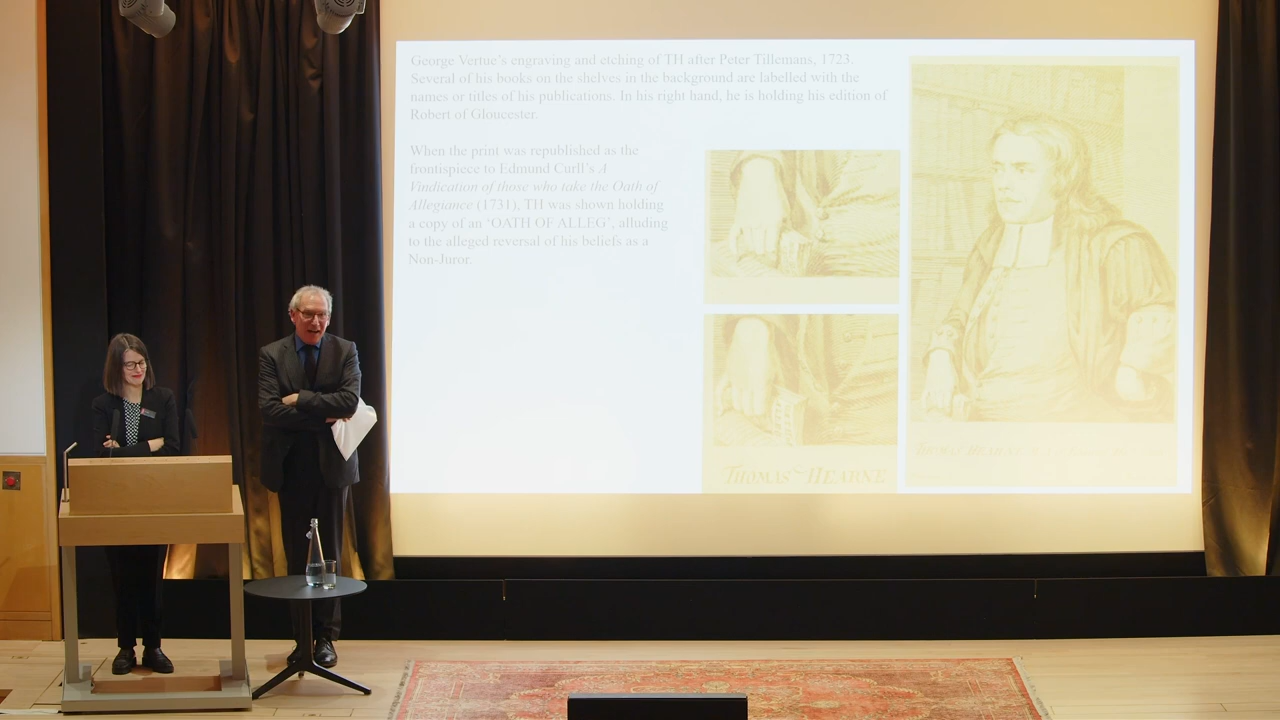 George Vertue's engraving and etching of TH after Peter Tillemans, 1723.
Several of his books on the shelves in the background are labelled with the
names or titles of his publications. In his right hand, he is holding his edition of
Robert of Gloucester.
When the print was republished as the
frontispiece to Edmund Curll's A
Vindication of those who take the Oath of
Allegiance (1731), TH was shown holding
a copy of an 'OATH OF ALLEG', alluding
to the alleged reversal of his beliefs as a
Non-Juror.
THOMAS HEARNE
THOMAS HEARNE